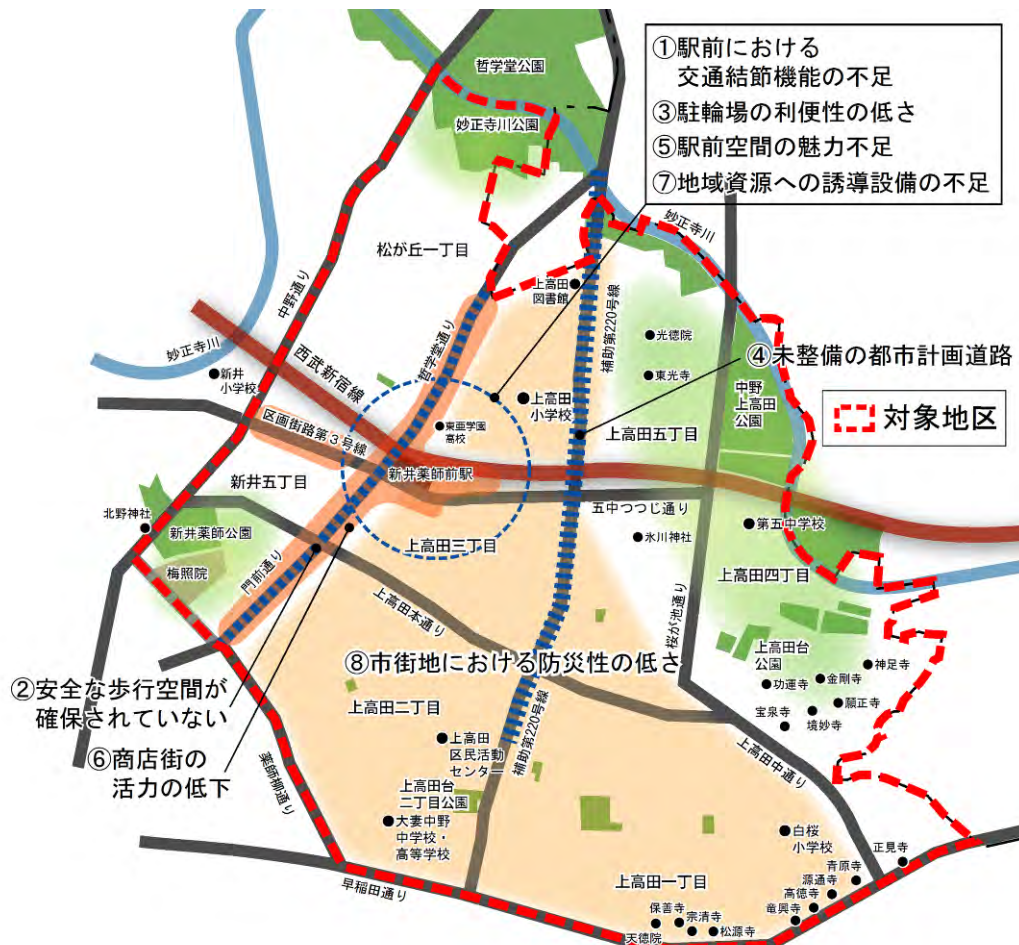 ①駅前における
交通結節機能の不足
③駐輪場の利便性の低さ
⑤駅前空間の魅力不足
⑦地域資源への誘導設備の不足
哲学堂公園
妙正寺川公園
妙正寺川
松が丘一丁目
中野通り
上高田
図書館
補助第220号線
哲学堂通り
光徳院
④未整備の都市計画道路
妙正寺川
西武新宿線
新井
小学校
東光寺
中野
上高田
公園
上高田
小学校
対象地区
区画街路第3号線
東亜学園
高校
上高田五丁目
新井薬師前駅
新井五丁目
五中つつじ通り
北野神社
新井薬師公園
第五中学校
氷川神社
上高田三丁目
梅照院
門前通り
上高田四丁目
上高田本通り
桜が池通り
上高田台
公園
神足寺
⑧市街地における防災性の低さ
功運寺
金剛寺
願正寺
宝泉寺
境妙寺
②安全な歩行空間が
確保されていない
上高田二丁目
補助第220号線
上高田
区民活動
センター
⑥商店街の
活力の低下
薬師柳通り
上高田中通り
上高田台
二丁目公園
大妻中野
中学校・
高等学校
白桜
小学校
正見寺
早稲田通り
上高田一丁目
青原寺
源通寺
高徳寺
竜興寺
保善寺
宗清寺
天徳院
松源寺